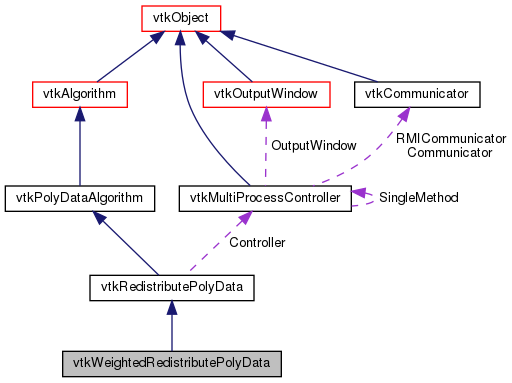 vtkObject
vtkAlgorithm
vtkOutputWindow
vtkCommunicator
OutputWindow
RMICommunicator
Communicator
vtkPolyDataAlgorithm
vtkMultiProcessController
SingleMethod
Controller
vtkRedistributePolyData
vtkWeightedRedistributePolyData